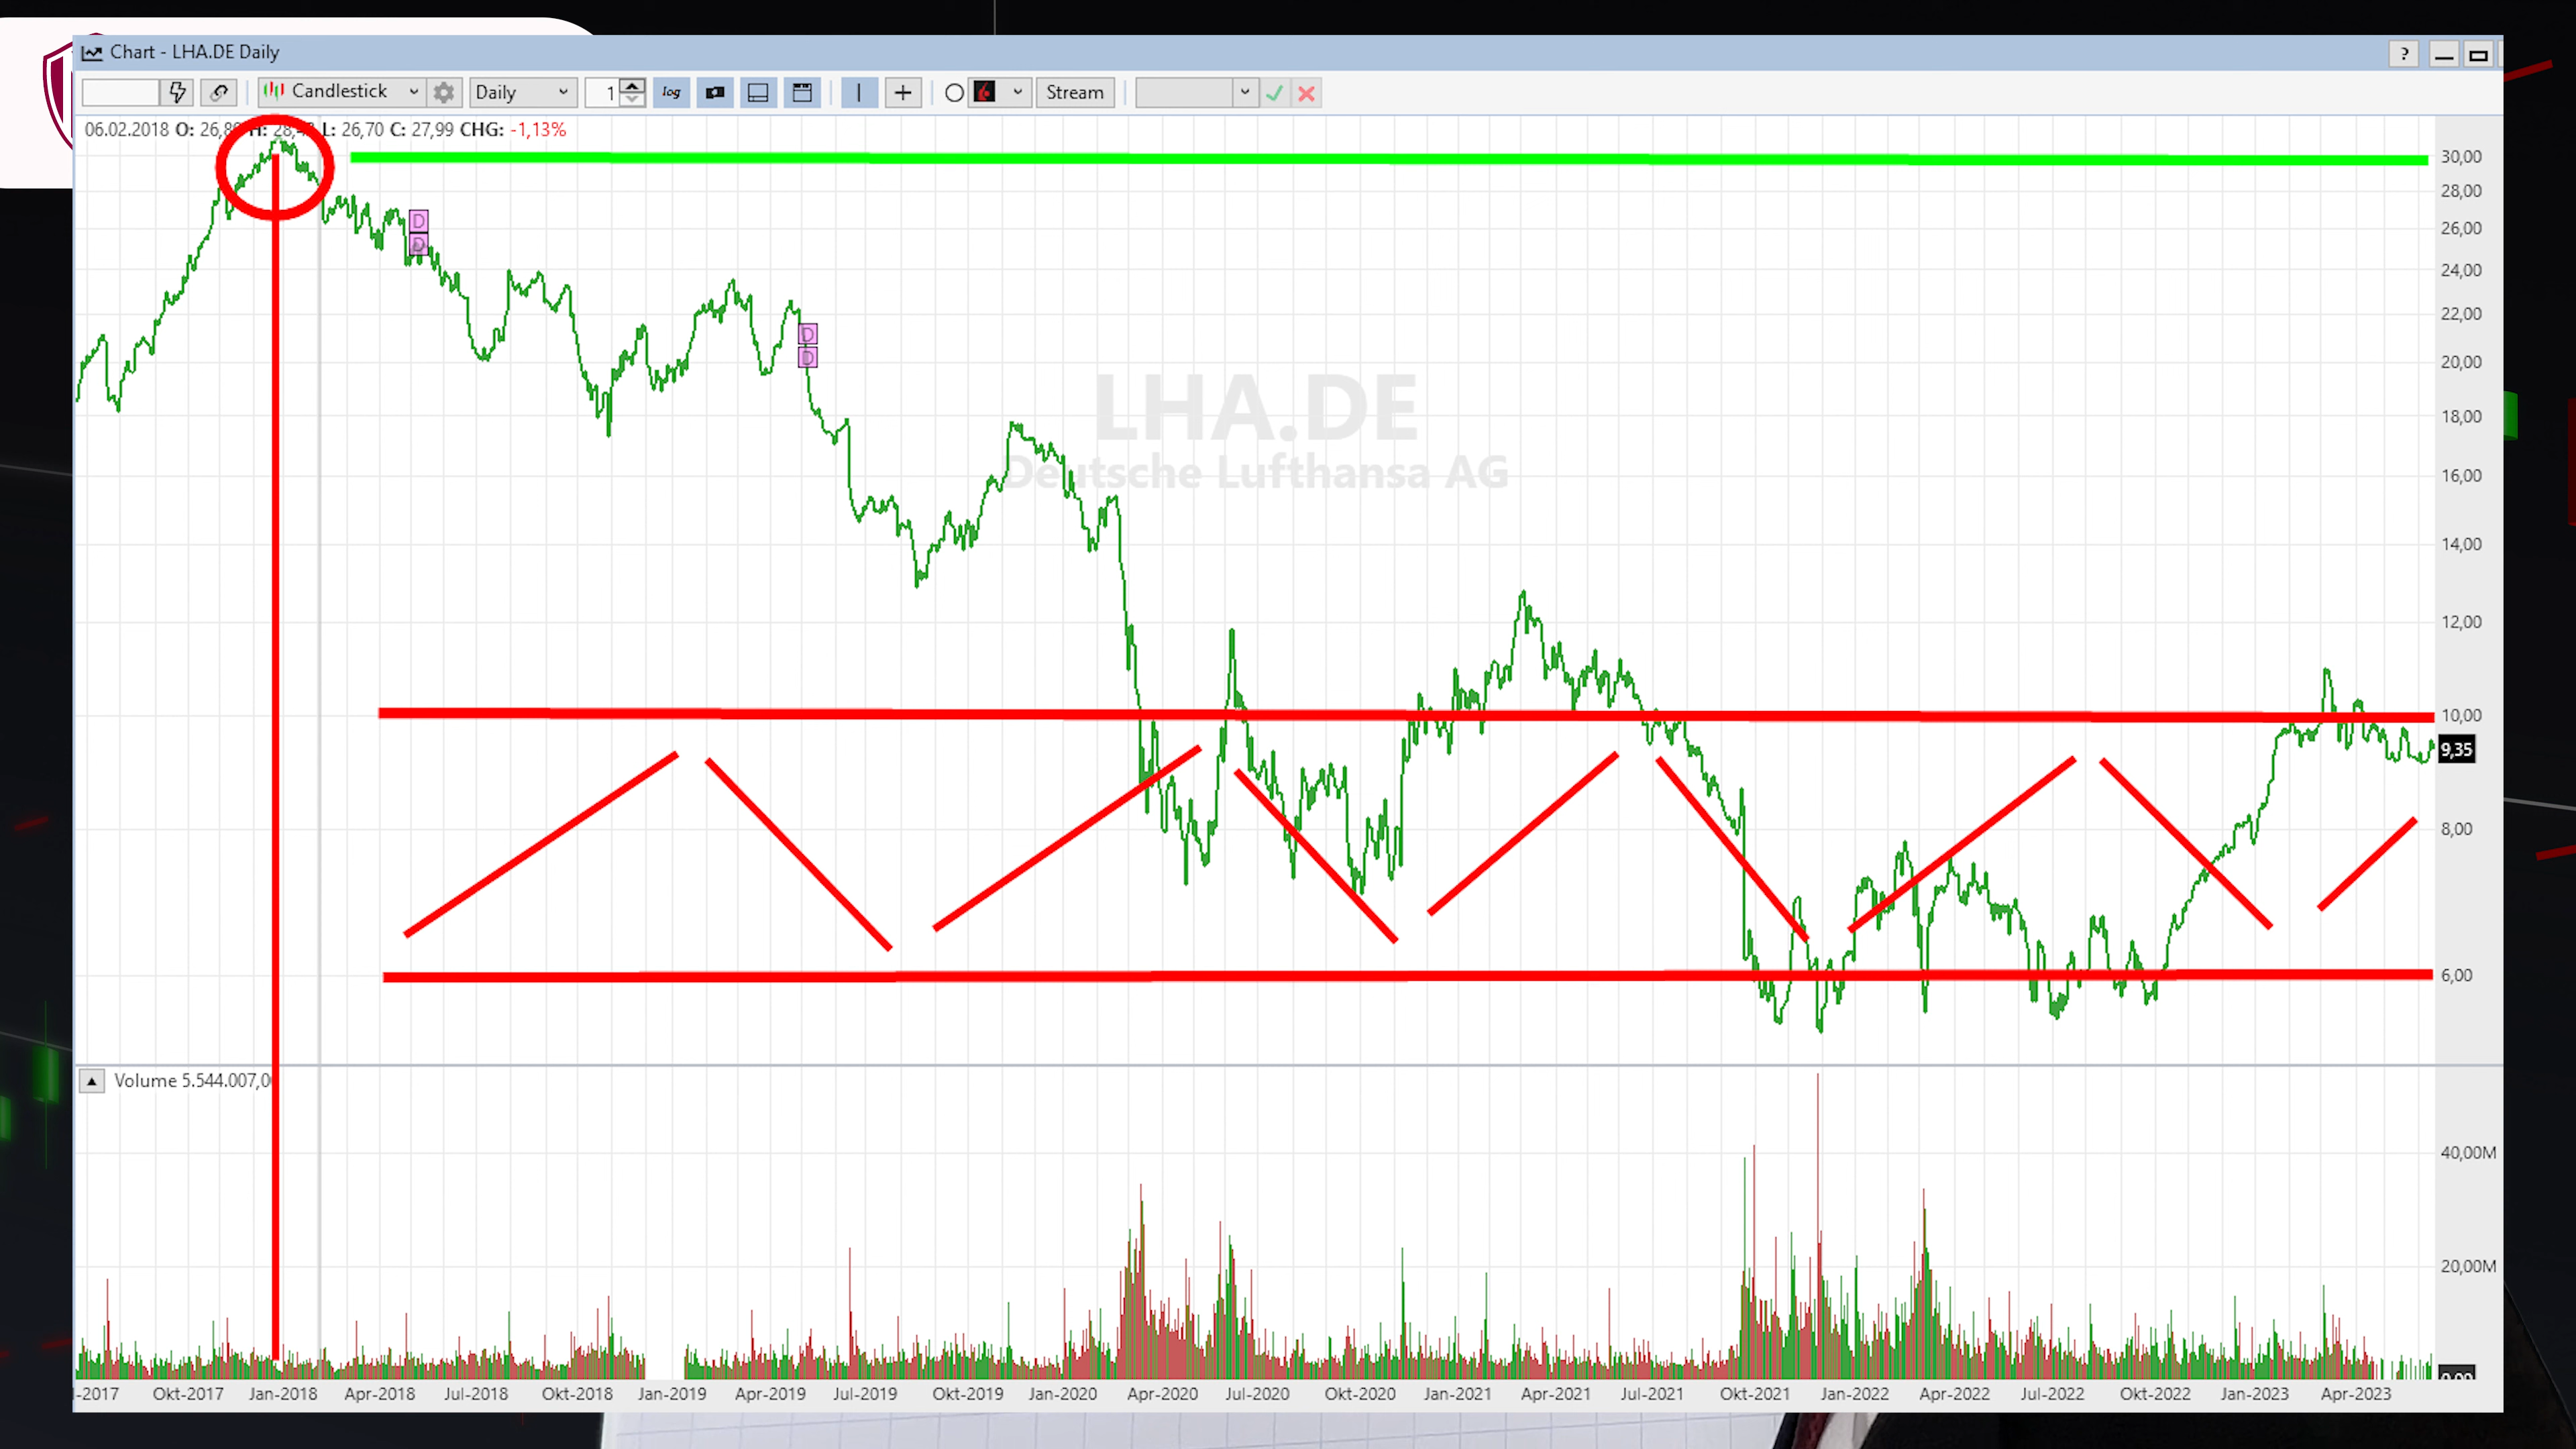 Chart - LHA.DE Daily
Candlestick Daily 1 log Stream
06.02.2018 O: 26,8 H: 28,4 L: 26,70 C: 27,99 CHG: -1,13%
30,00
28,00
D
26,00
D
24,00
22,00
D
D
20,00
LHA.DE
18,00
Deutsche Lufthansa AG
16,00
14,00
12,00
10,00
9,35
8,00
6,00
Volume 5.544.007,0
40,00M
20,00M
-2017 Okt-2017 Jan-2018 Apr-2018 Jul-2018 Okt-2018 Jan-2019 Apr-2019 Jul-2019 Okt-2019 Jan-2020 Apr-2020 Jul-2020 Okt-2020 Jan-2021 Apr-2021 Jul-2021 Okt-2021 Jan-2022 Apr-2022 Jul-2022 Okt-2022 Jan-2023 Apr-2023